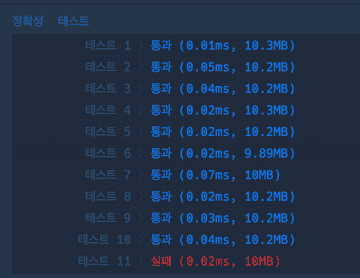 정확성 테스트
테스트 1 〉 통과 (0.01ms, 10.3MB)
테스트 2 〉 통과 (0.05ms, 10.2MB)
테스트 3 〉 통과 (0.04ms, 10.2MB)
테스트 4 〉 통과 (0.02ms, 10.3MB)
테스트 5 〉 통과 (0.02ms, 10.2MB)
테스트 6 〉 통과 (0.02ms, 9.89MB)
테스트 7 〉 통과 (0.07ms, 10MB)
테스트 8 〉 통과 (0.02ms, 10.2MB)
테스트 9 〉 통과 (0.03ms, 10.2MB)
테스트 10 〉 통과 (0.04ms, 10.2MB)
테스트 11 〉 실패 (0.02ms, 10MB)